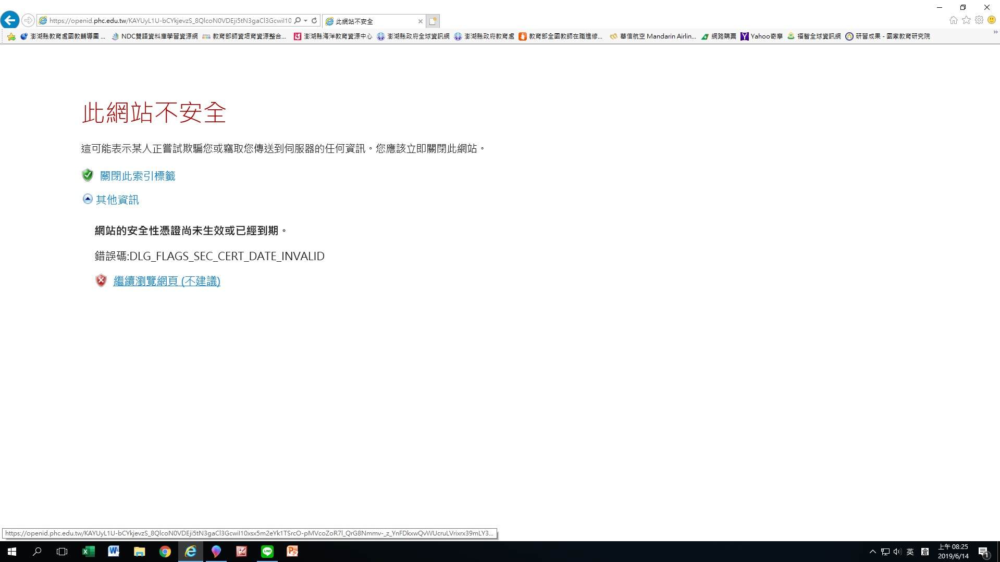 https://openid.phc.edu.tw/KAYUyL1U-bCYkjevzS_8QlcoN0VDEji5tN3gaCl3GcwiI10
此網站不安全
澎湖縣教育處國教輔導團 ...
NDC雙語資料庫學習資源網
教育部師資培育資源整合...
澎湖縣海洋教育資源中心
澎湖縣政府全球資訊網
澎湖縣政府教育處
教育部全國教師在職進修...
華信航空 Mandarin Airlin...
網路購票
Yahoo奇摩
福智全球資訊網
研習成果 - 國家教育研究院
此網站不安全
這可能表示某人正嘗試欺騙您或竊取您傳送到伺服器的任何資訊。您應該立即關閉此網站。
關閉此索引標籤
其他資訊
網站的安全性憑證尚未生效或已經到期。
錯誤碼:DLG_FLAGS_SEC_CERT_DATE_INVALID
繼續瀏覽網頁 (不建議)
https://openid.phc.edu.tw/KAYUyL1U-bCYkjevzS_8QlcoN0VDEji5tN3gaCl3GcwiI10xsx5m2eYk1TSrcO-pMVcoZoR7l_QrG8Nmmv-_z_YnFDkxwQvWUcruLVrixrx39mLY3...
英
上午 08:25
2019/6/14
1